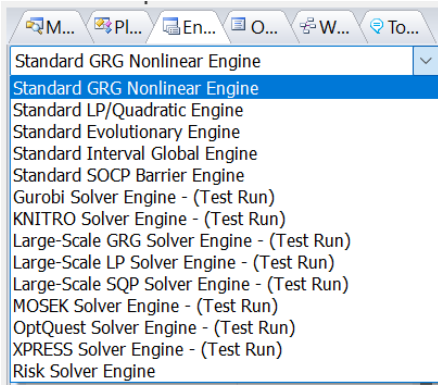 M... Pl... En... O... W... To...
Standard GRG Nonlinear Engine
Standard GRG Nonlinear Engine
Standard LP/Quadratic Engine
Standard Evolutionary Engine
Standard Interval Global Engine
Standard SOCP Barrier Engine
Gurobi Solver Engine - (Test Run)
KNITRO Solver Engine - (Test Run)
Large-Scale GRG Solver Engine - (Test Run)
Large-Scale LP Solver Engine - (Test Run)
Large-Scale SQP Solver Engine - (Test Run)
MOSEK Solver Engine - (Test Run)
OptQuest Solver Engine - (Test Run)
XPRESS Solver Engine - (Test Run)
Risk Solver Engine